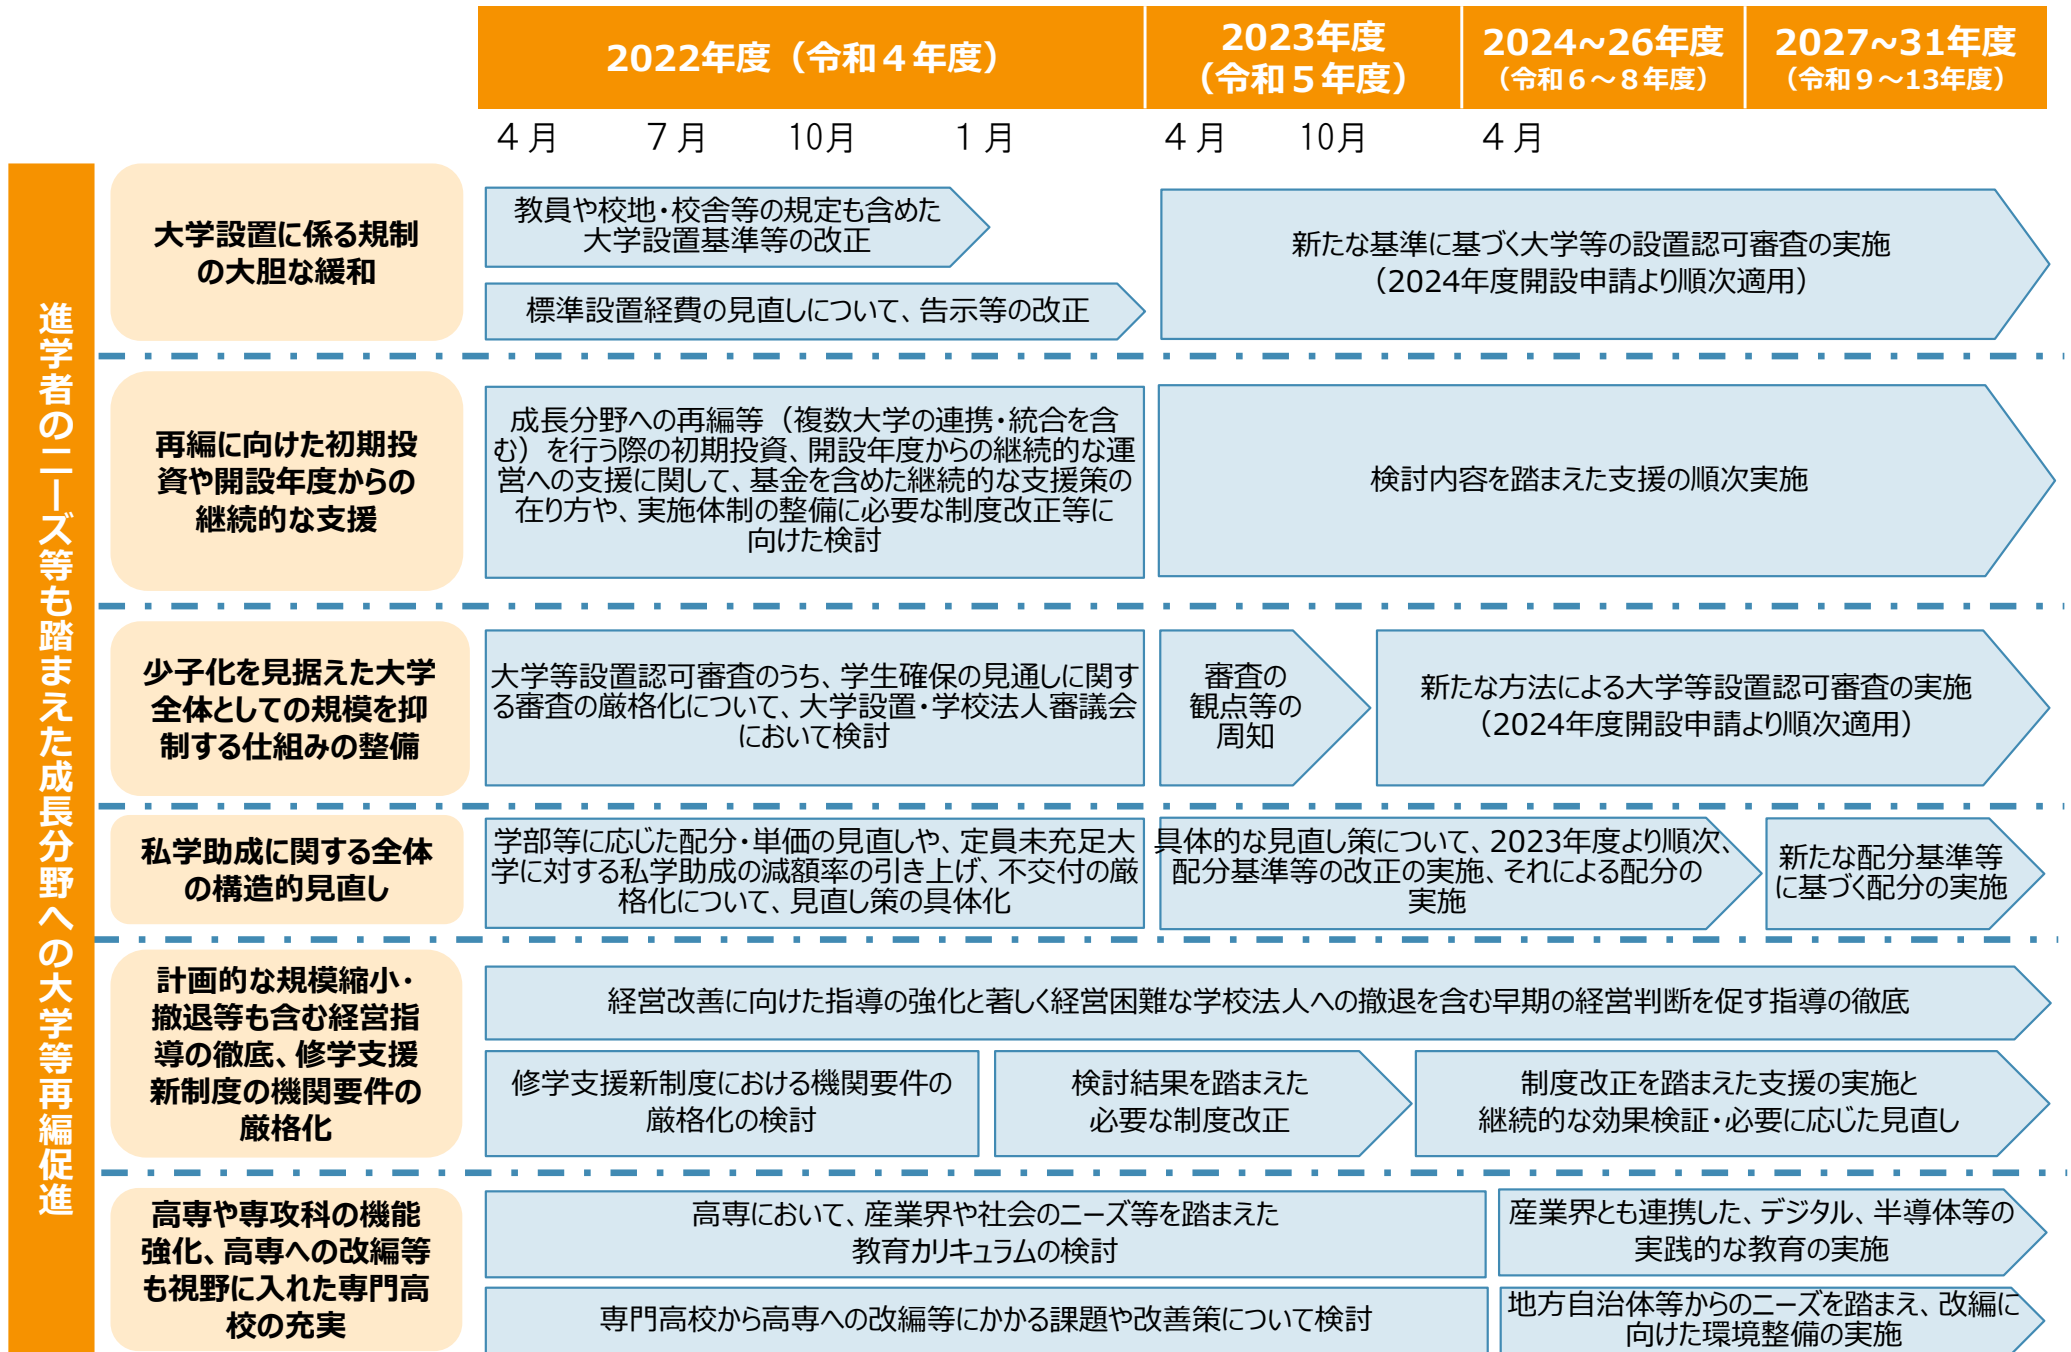 2022年度（令和４年度）
2023年度
（令和５年度）
2024~26年度
（令和６～８年度）
2027~31年度
（令和９～13年度）
４月
７月
10月
１月
４月
10月
４月
進学者のニーズ等も踏まえた成長分野への大学等再編促進
大学設置に係る規制
の大胆な緩和
教員や校地・校舎等の規定も含めた
大学設置基準等の改正
標準設置経費の見直しについて、告示等の改正
新たな基準に基づく大学等の設置認可審査の実施
（2024年度開設申請より順次適用）
再編に向けた初期投
資や開設年度からの
継続的な支援
成長分野への再編等（複数大学の連携・統合を含
む）を行う際の初期投資、開設年度からの継続的な運
営への支援に関して、基金を含めた継続的な支援策の
在り方や、実施体制の整備に必要な制度改正等に
向けた検討
検討内容を踏まえた支援の順次実施
少子化を見据えた大学
全体としての規模を抑
制する仕組みの整備
大学等設置認可審査のうち、学生確保の見通しに関す
る審査の厳格化について、大学設置・学校法人審議会
において検討
審査の
観点等の
周知
新たな方法による大学等設置認可審査の実施
（2024年度開設申請より順次適用）
私学助成に関する全体
の構造的見直し
学部等に応じた配分・単価の見直しや、定員未充足大
学に対する私学助成の減額率の引き上げ、不交付の厳
格化について、見直し策の具体化
具体的な見直し策について、2023年度より順次、
配分基準等の改正の実施、それによる配分の
実施
新たな配分基準等
に基づく配分の実施
計画的な規模縮小・
撤退等も含む経営指
導の徹底、修学支援
新制度の機関要件の
厳格化
経営改善に向けた指導の強化と著しく経営困難な学校法人への撤退を含む早期の経営判断を促す指導の徹底
修学支援新制度における機関要件の
厳格化の検討
検討結果を踏まえた
必要な制度改正
制度改正を踏まえた支援の実施と
継続的な効果検証・必要に応じた見直し
高専や専攻科の機能
強化、高専への改編等
も視野に入れた専門高
校の充実
高専において、産業界や社会のニーズ等を踏まえた
教育カリキュラムの検討
産業界とも連携した、デジタル、半導体等の
実践的な教育の実施
専門高校から高専への改編等にかかる課題や改善策について検討
地方自治体等からのニーズを踏まえ、改編に
向けた環境整備の実施